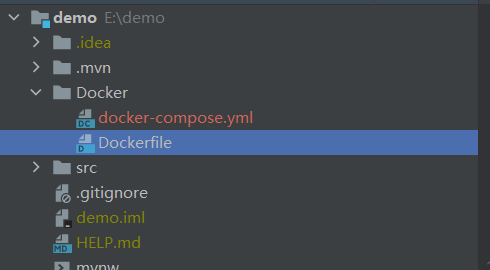 demo E:\demo
.idea
.mvn
Docker
DC docker-compose.yml
D Dockerfile
src
.gitignore
demo.iml
MD HELP.md
mvnw